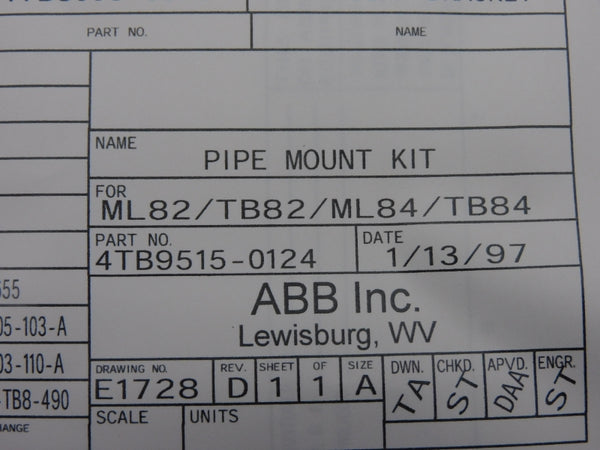 PART NO. NAME
NAME
PIPE MOUNT KIT
FOR
ML82/TB82/ML84/TB84
PART NO. DATE
4TB9515-0124 1/13/97
ABB Inc.
Lewisburg, WV
DRAWING NO. REV. SHEET OF SIZE DWN. CHKD. APVD. ENGR.
E1728 D 1 1 A TA ST DAA ST
SCALE UNITS
655
05-103-A
03-110-A
-TB8-490
HANGE